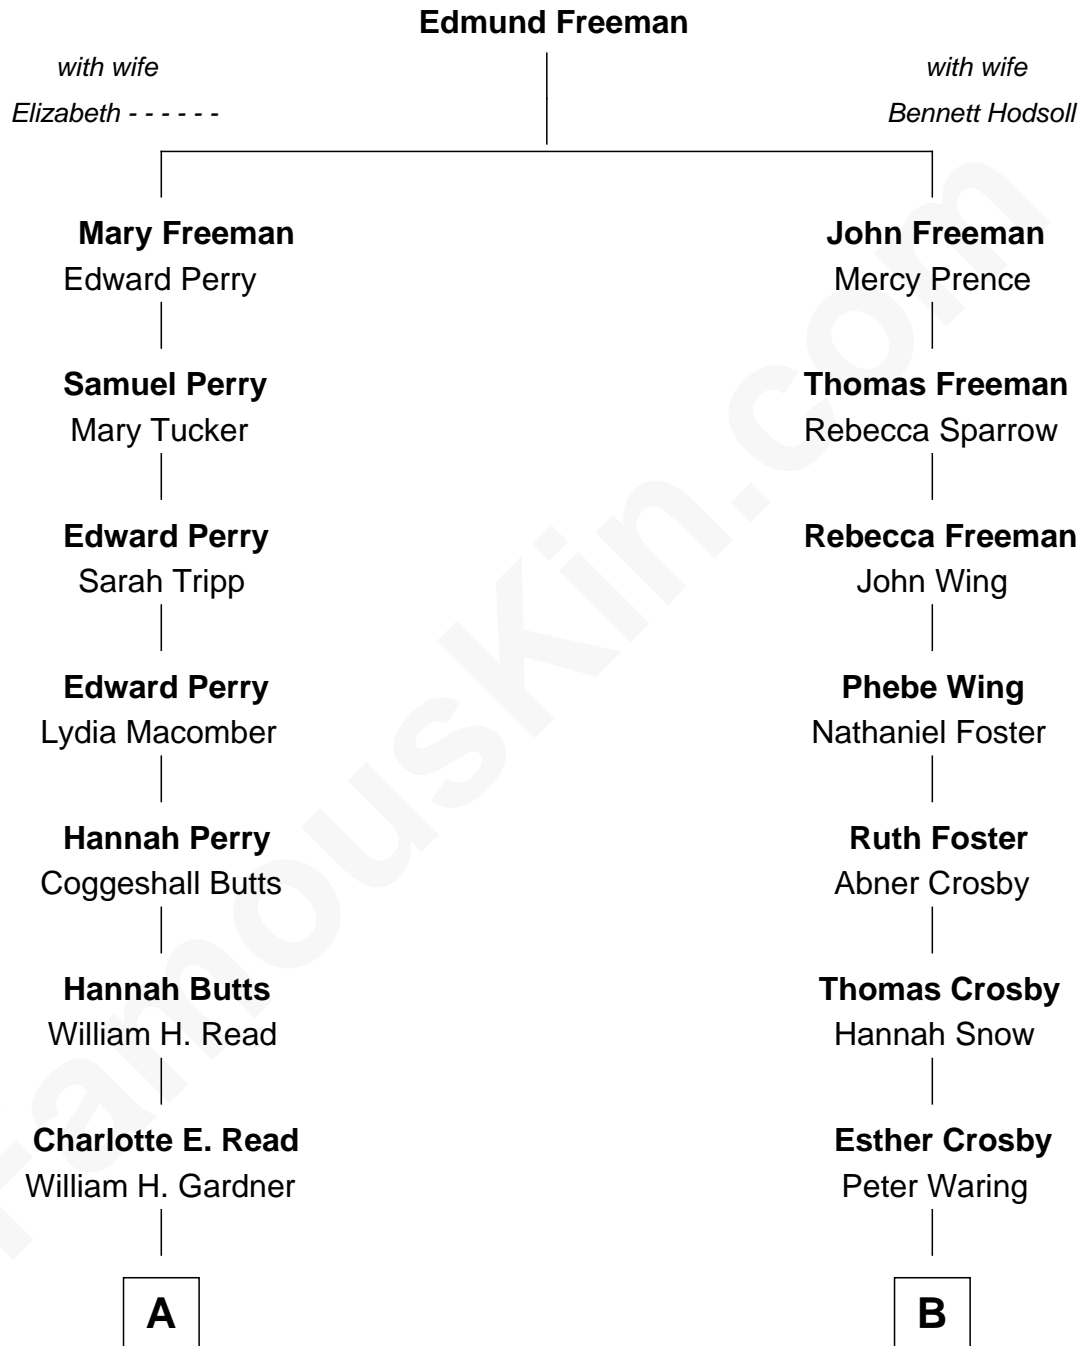 Edmund Freeman
with wife
Elizabeth - - - - - -
with wife
Bennett Hodsoll
Mary Freeman
Edward Perry
John Freeman
Mercy Prence
Samuel Perry
Mary Tucker
Thomas Freeman
Rebecca Sparrow
Edward Perry
Sarah Tripp
Rebecca Freeman
John Wing
Edward Perry
Lydia Macomber
Phebe Wing
Nathaniel Foster
Hannah Perry
Coggeshall Butts
Ruth Foster
Abner Crosby
Hannah Butts
William H. Read
Thomas Crosby
Hannah Snow
Charlotte E. Read
William H. Gardner
Esther Crosby
Peter Waring
A
B
FamousKin.com